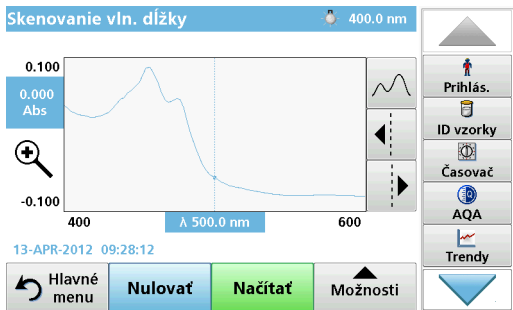 Skenovanie vln. dĺžky
400.0 nm
0.100
0.000
Abs
-0.100
400
λ 500.0 nm
600
13-APR-2012 09:28:12
Hlavné
menu
Nulovať
Načítať
Možnosti
Prihlás.
ID vzorky
Časovač
AQA
Trendy